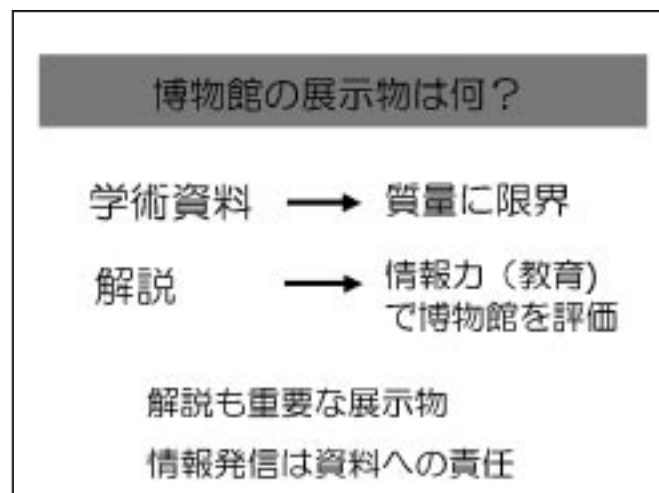 博物館の展示物は何？
学術資料 → 質量に限界
解説 → 情報力（教育)
で博物館を評価
解説も重要な展示物
情報発信は資料への責任